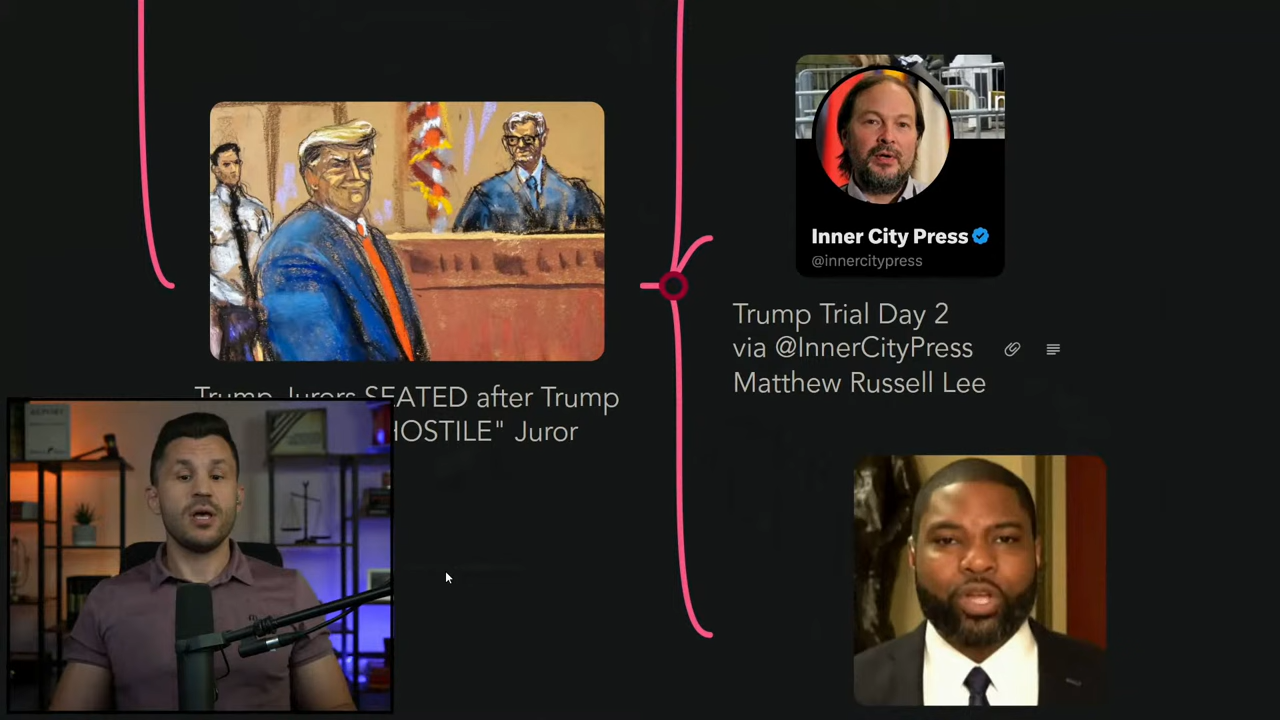 Inner City Press
@innercitypress
Trump Trial Day 2
via @InnerCityPress
Matthew Russell Lee
Trump Jurors SEATED after Trump
HOSTILE" Juror